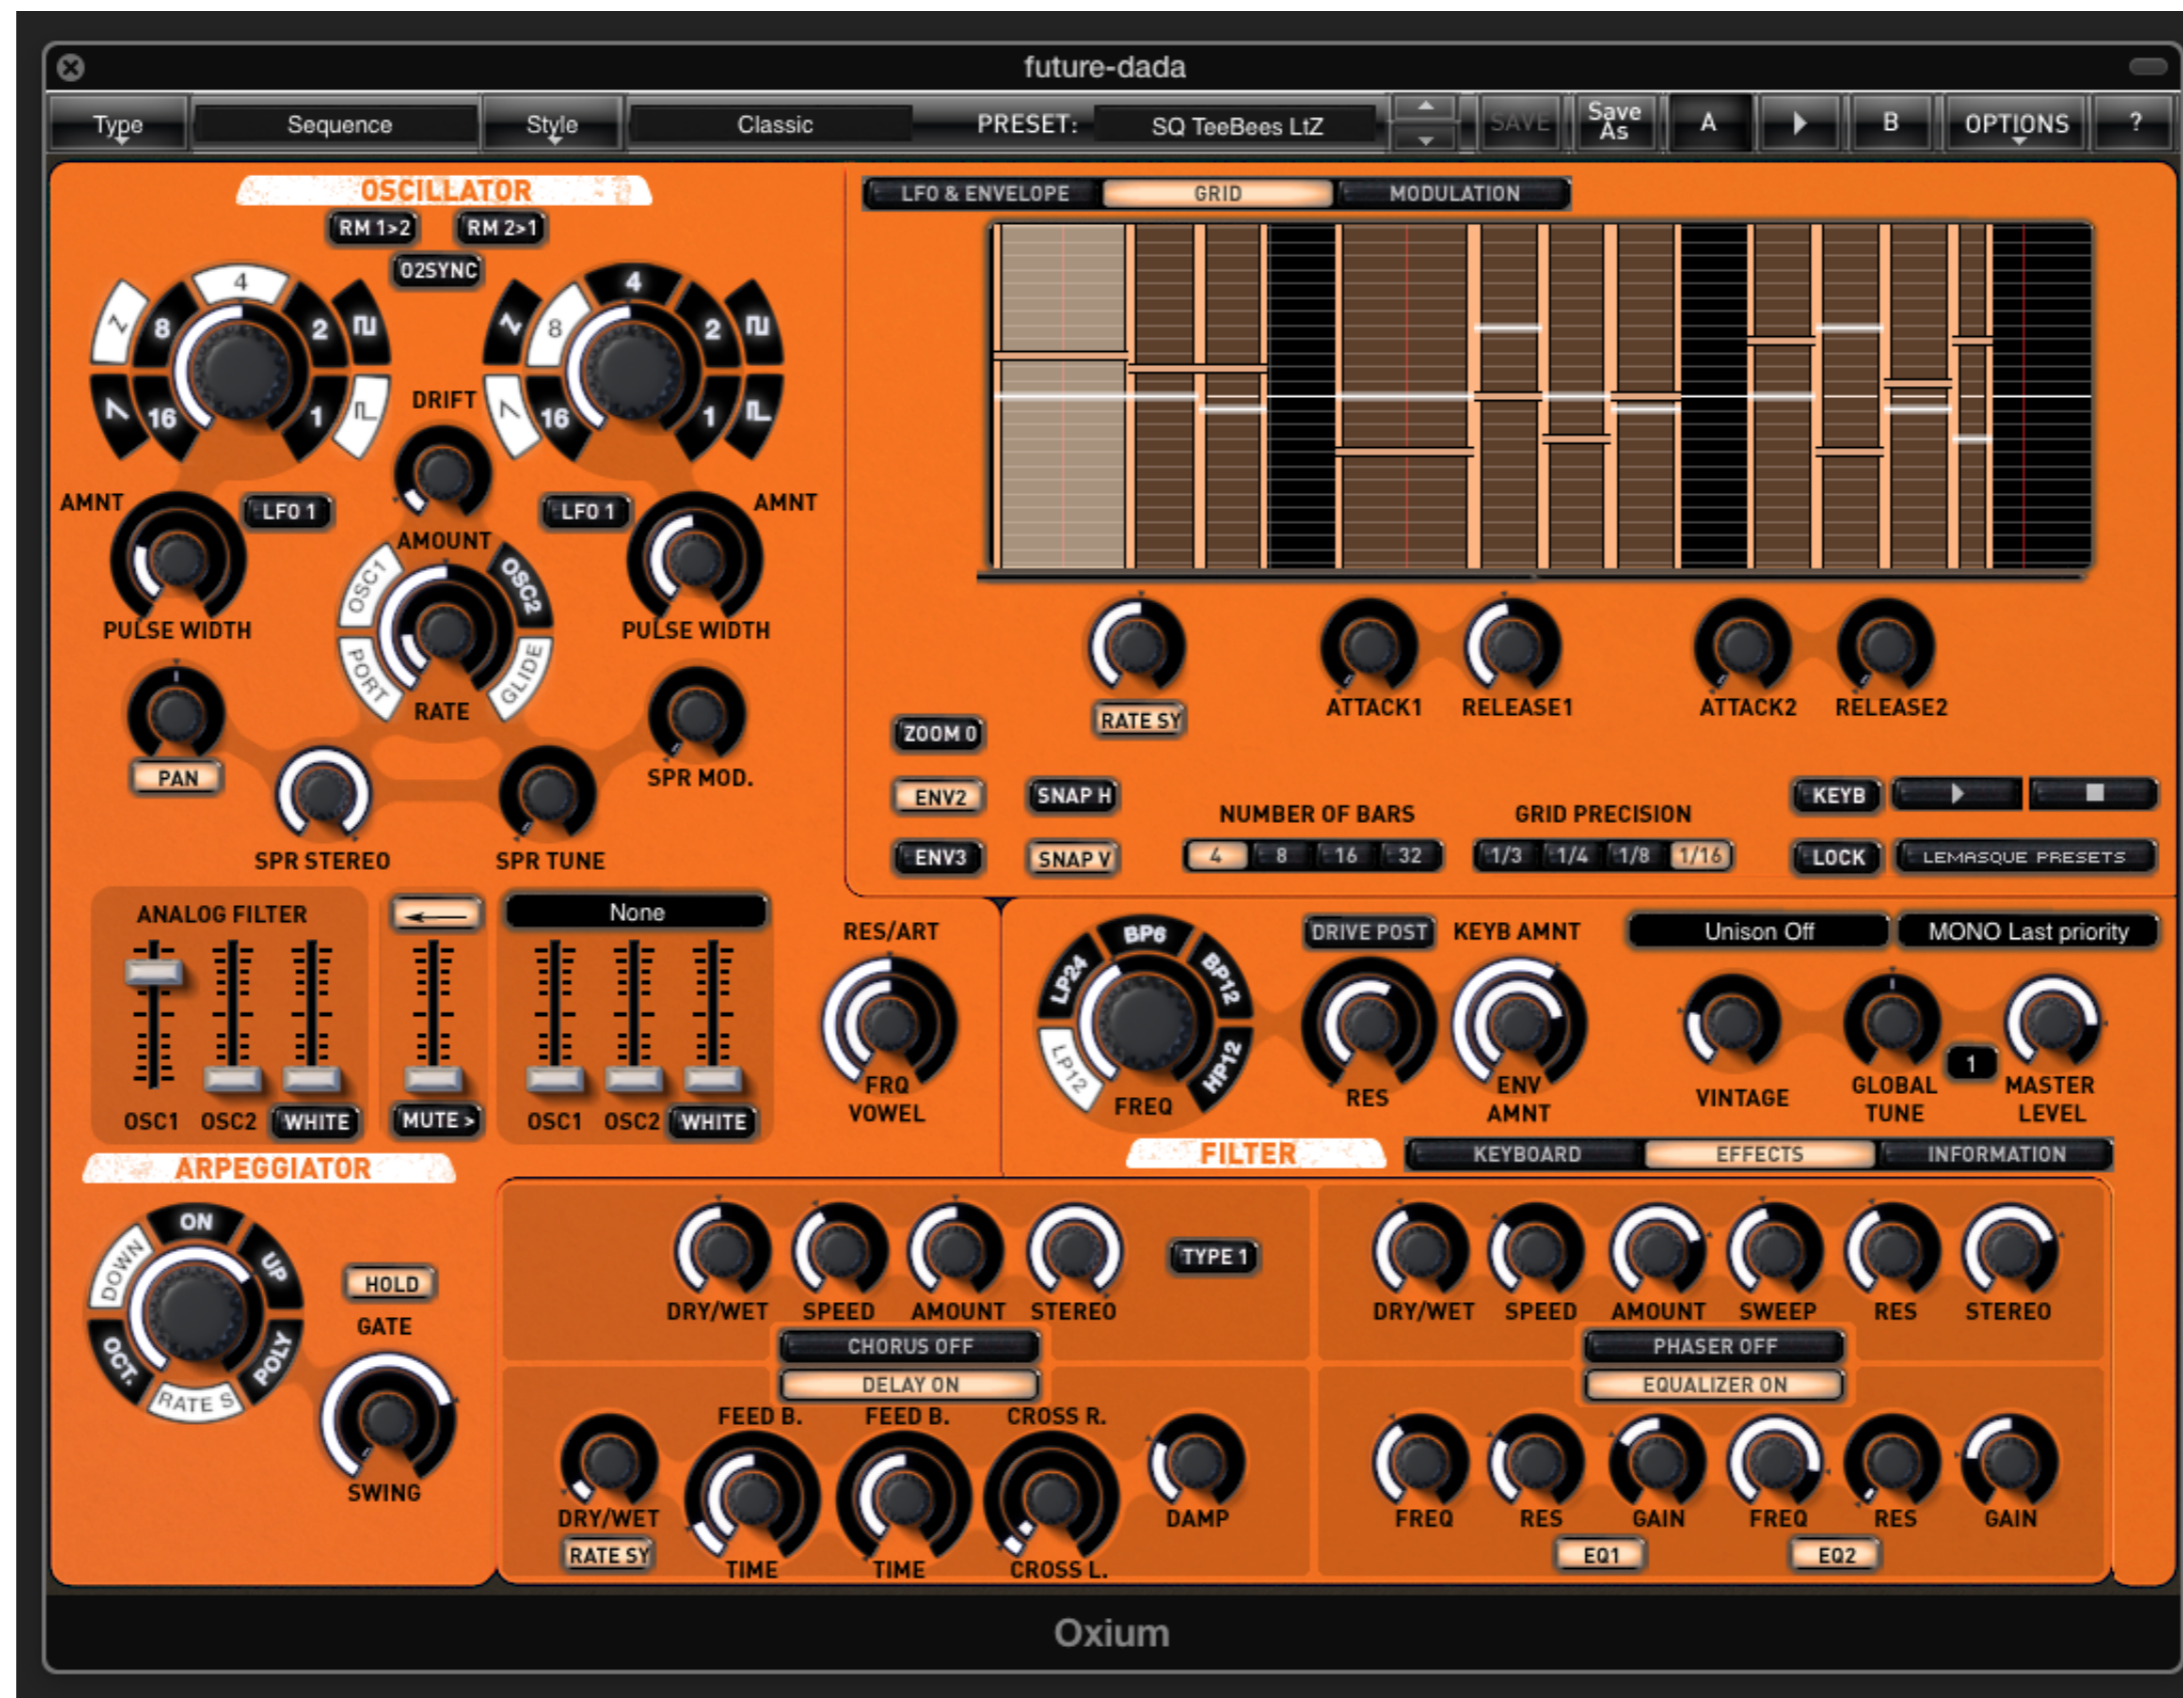 future-dada
Type Sequence Style Classic PRESET: SQ TeeBees LtZ SAVE Save As A B OPTIONS ?
OSCILLATOR
RM 1>2 RM 2>1
O2SYNC
4 8 2 16 1
4 8 2 16 1
DRIFT
AMNT LFO 1 LFO 1 AMNT
AMOUNT
OSC1 OSC2
PULSE WIDTH PULSE WIDTH
PORT GLIDE
RATE
PAN SPR MOD.
SPR STEREO SPR TUNE
LFO & ENVELOPE GRID MODULATION
RATE SY ATTACK1 RELEASE1 ATTACK2 RELEASE2
ZOOM 0
ENV2 SNAP H NUMBER OF BARS GRID PRECISION KEYB
ENV3 SNAP V 4 8 16 32 1/3 1/4 1/8 1/16 LOCK LEMASQUE PRESETS
ANALOG FILTER None
OSC1 OSC2 WHITE MUTE > OSC1 OSC2 WHITE
RES/ART
FRQ
VOWEL
BP6
LP24 BP12
LP12 HP12
FREQ
DRIVE POST KEYB AMNT Unison Off MONO Last priority
RES ENV AMNT VINTAGE GLOBAL TUNE 1 MASTER LEVEL
FILTER KEYBOARD EFFECTS INFORMATION
ARPEGGIATOR
ON
DOWN UP
OCT. POLY
RATE S
HOLD
GATE
SWING
TYPE 1
DRY/WET SPEED AMOUNT STEREO
CHORUS OFF
DELAY ON
FEED B. FEED B. CROSS R.
DRY/WET DAMP
RATE SY TIME TIME CROSS L.
DRY/WET SPEED AMOUNT SWEEP RES STEREO
PHASER OFF
EQUALIZER ON
FREQ RES GAIN FREQ RES GAIN
EQ1 EQ2
Oxium